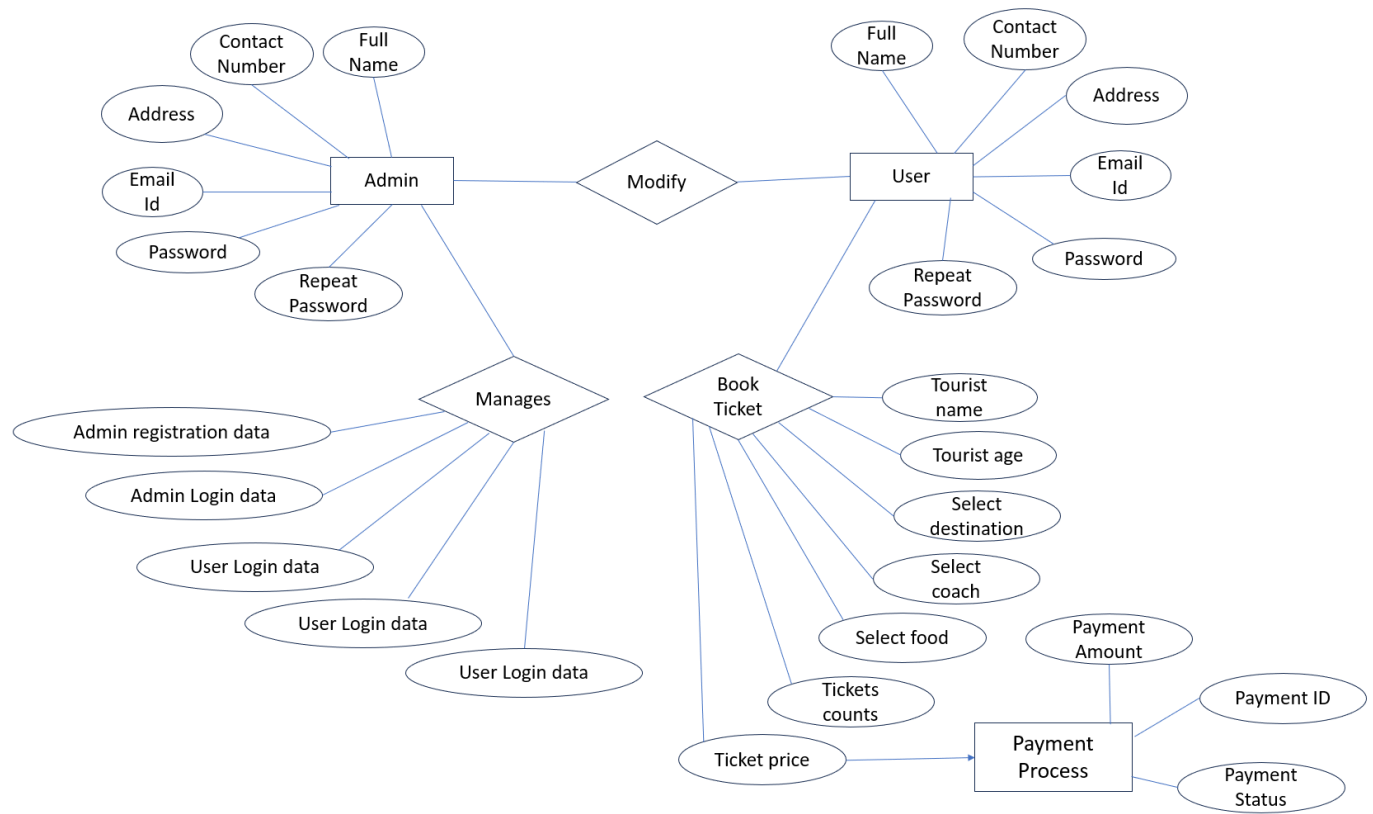 Contact
Number
Full
Name
Full
Name
Contact
Number
Address
Address
Admin
Modify
User
Email
Id
Email
Id
Password
Password
Repeat
Password
Repeat
Password
Manages
Book
Ticket
Tourist
name
Admin registration data
Tourist age
Admin Login data
Select
destination
User Login data
Select
coach
User Login data
Select food
Payment
Amount
User Login data
Tickets
counts
Payment ID
Ticket price
Payment
Process
Payment
Status